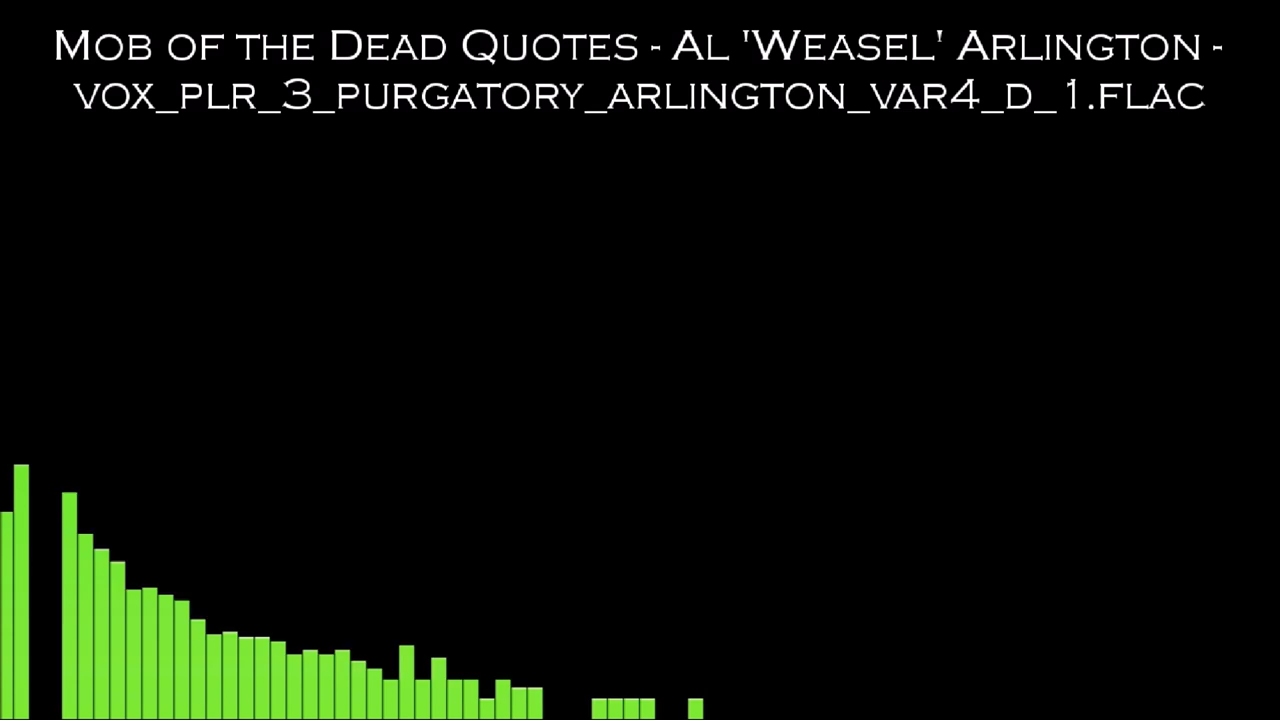 Mob of the Dead Quotes - Al 'Weasel' Arlington -
vox_plr_3_purgatory_arlington_var4_d_1.flac